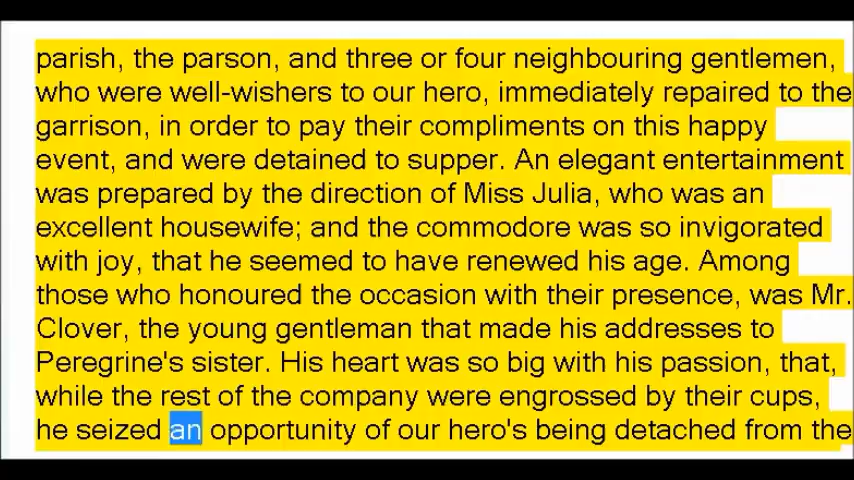 parish, the parson, and three or four neighbouring gentlemen,
who were well-wishers to our hero, immediately repaired to the
garrison, in order to pay their compliments on this happy
event, and were detained to supper. An elegant entertainment
was prepared by the direction of Miss Julia, who was an
excellent housewife; and the commodore was so invigorated
with joy, that he seemed to have renewed his age. Among
those who honoured the occasion with their presence, was Mr.
Clover, the young gentleman that made his addresses to
Peregrine's sister. His heart was so big with his passion, that,
while the rest of the company were engrossed by their cups,
he seized an opportunity of our hero's being detached from the